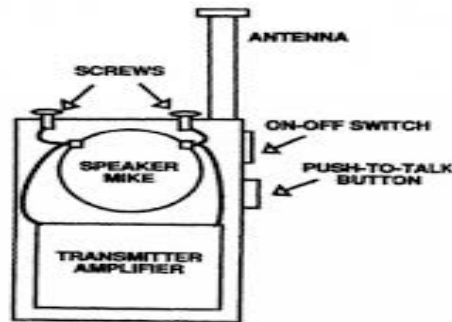 ANTENNA
SCREWS
ON-OFF SWITCH
SPEAKER
MIKE
PUSH-TO-TALK
BUTTON
TRANSMITTER
AMPLIFIER